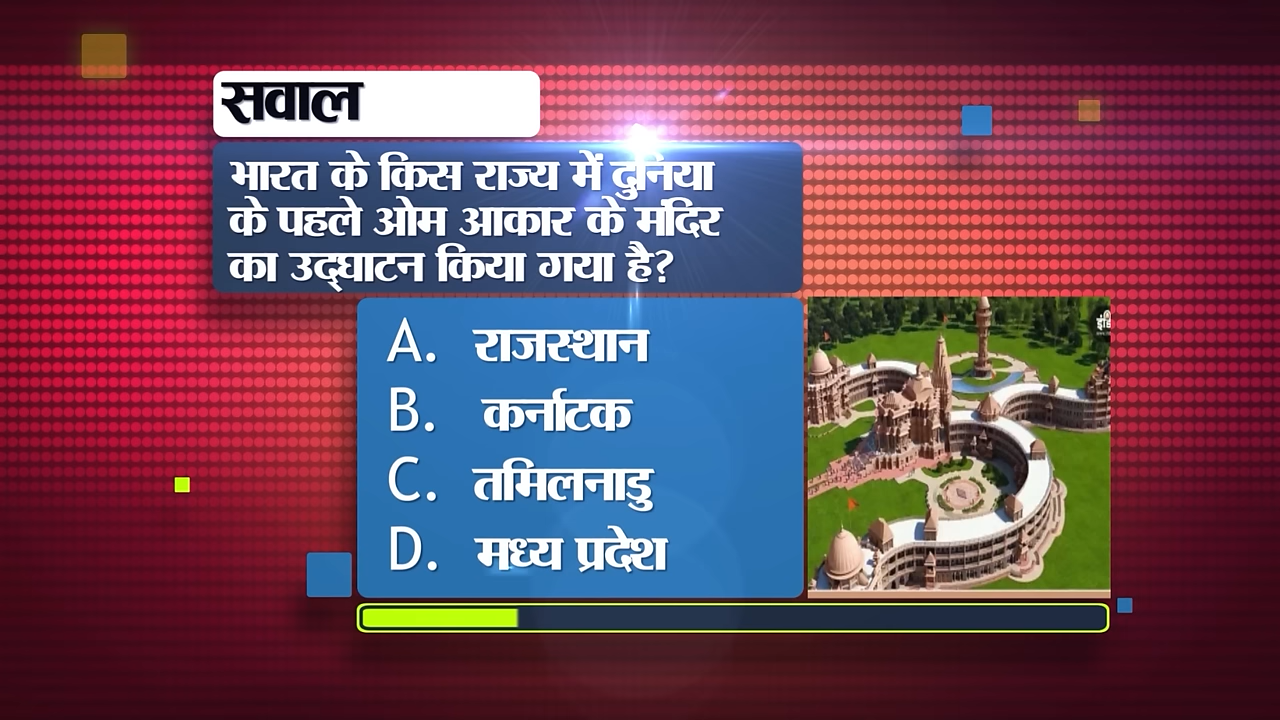 सवाल
भारत के किस राज्य में दुनिया
के पहले ओम आकार के मंदिर
का उद्घाटन किया गया है?
A. राजस्थान
B. कर्नाटक
C. तमिलनाडु
D. मध्य प्रदेश